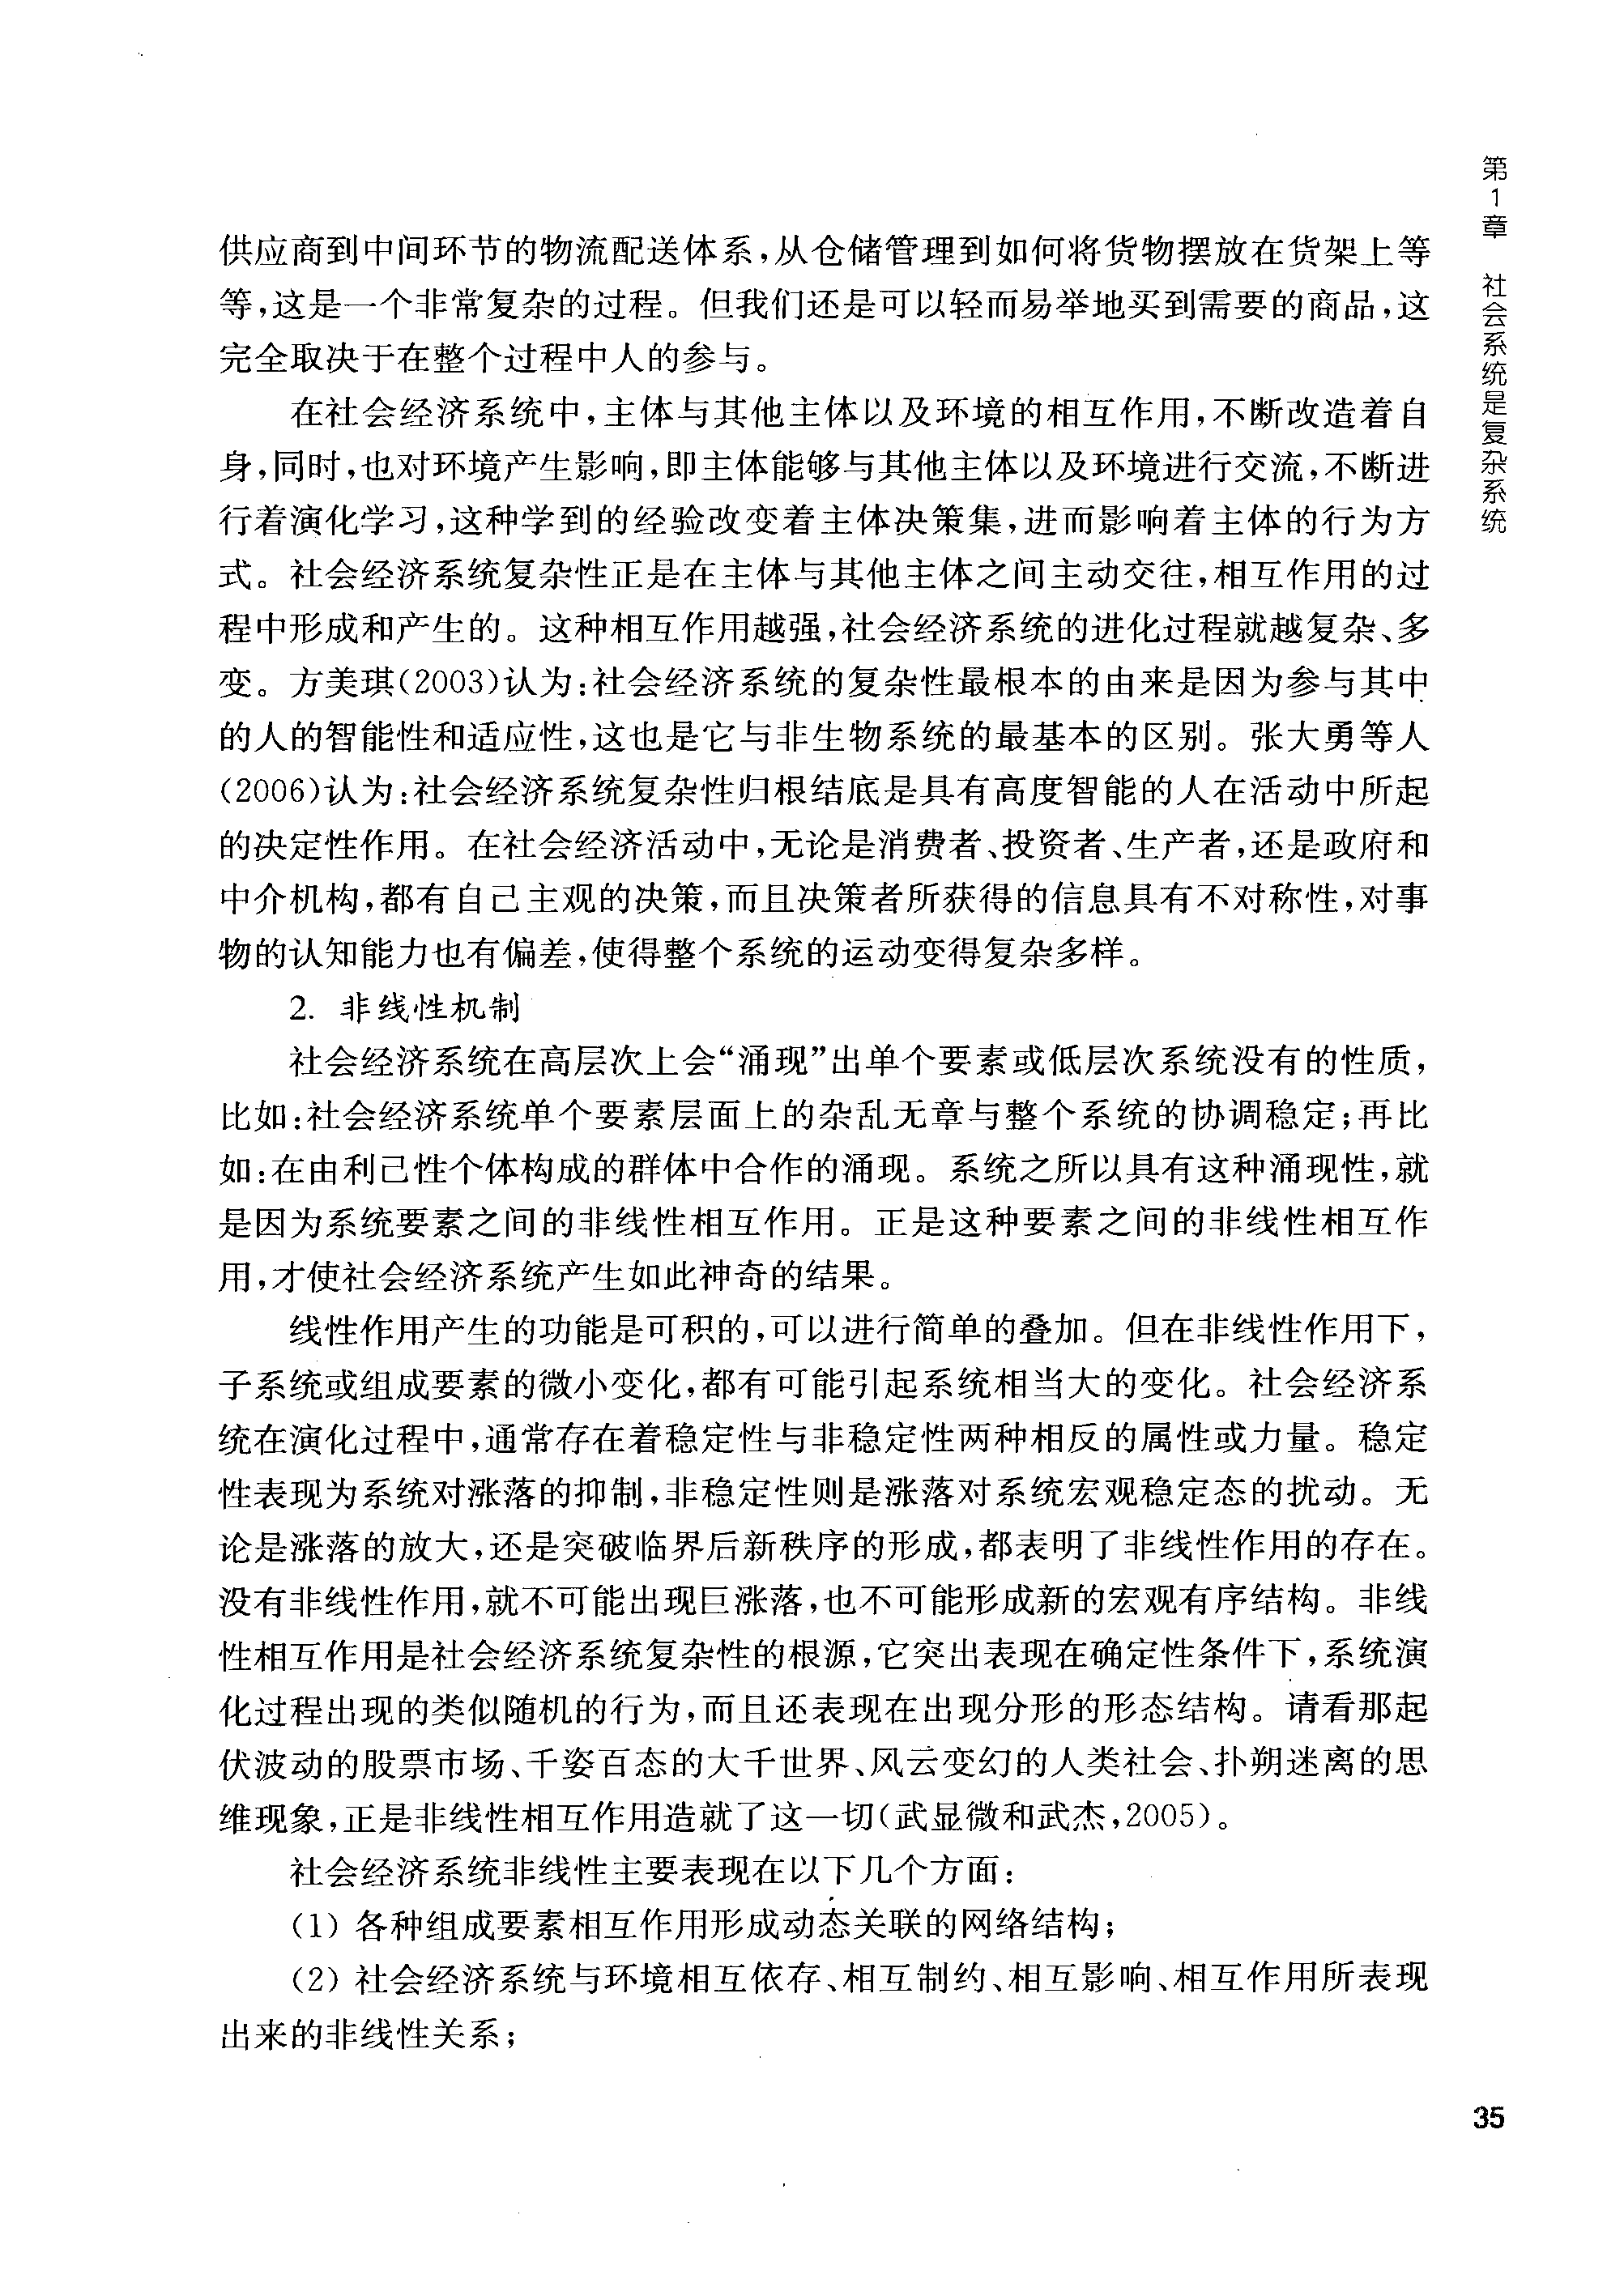 第1章 社会系统是复杂系统
供应商到中间环节的物流配送体系,从仓储管理到如何将货物摆放在货架上等
等,这是一个非常复杂的过程。但我们还是可以轻而易举地买到需要的商品,这
完全取决于在整个过程中人的参与。
在社会经济系统中,主体与其他主体以及环境的相互作用,不断改造着自
身,同时,也对环境产生影响,即主体能够与其他主体以及环境进行交流,不断进
行着演化学习,这种学到的经验改变着主体决策集,进而影响着主体的行为方
式。社会经济系统复杂性正是在主体与其他主体之间主动交往,相互作用的过
程中形成和产生的。这种相互作用越强,社会经济系统的进化过程就越复杂、多
变。方美琪(2003)认为:社会经济系统的复杂性最根本的由来是因为参与其中
的人的智能性和适应性,这也是它与非生物系统的最基本的区别。张大勇等人
(2006)认为:社会经济系统复杂性归根结底是具有高度智能的人在活动中所起
的决定性作用。在社会经济活动中,无论是消费者、投资者、生产者,还是政府和
中介机构,都有自己主观的决策,而且决策者所获得的信息具有不对称性,对事
物的认知能力也有偏差,使得整个系统的运动变得复杂多样。
2. 非线性机制
社会经济系统在高层次上会“涌现”出单个要素或低层次系统没有的性质,
比如:社会经济系统单个要素层面上的杂乱无章与整个系统的协调稳定;再比
如:在由利己性个体构成的群体中合作的涌现。系统之所以具有这种涌现性,就
是因为系统要素之间的非线性相互作用。正是这种要素之间的非线性相互作
用,才使社会经济系统产生如此神奇的结果。
线性作用产生的功能是可积的,可以进行简单的叠加。但在非线性作用下,
子系统或组成要素的微小变化,都有可能引起系统相当大的变化。社会经济系
统在演化过程中,通常存在着稳定性与非稳定性两种相反的属性或力量。稳定
性表现为系统对涨落的抑制,非稳定性则是涨落对系统宏观稳定态的扰动。无
论是涨落的放大,还是突破临界后新秩序的形成,都表明了非线性作用的存在。
没有非线性作用,就不可能出现巨涨落,也不可能形成新的宏观有序结构。非线
性相互作用是社会经济系统复杂性的根源,它突出表现在确定性条件下,系统演
化过程出现的类似随机的行为,而且还表现在出现分形的形态结构。请看那起
伏波动的股票市场、千姿百态的大千世界、风云变幻的人类社会、扑朔迷离的思
维现象,正是非线性相互作用造就了这一切(武显微和武杰,2005)。
社会经济系统非线性主要表现在以下几个方面:
(1) 各种组成要素相互作用形成动态关联的网络结构;
(2) 社会经济系统与环境相互依存、相互制约、相互影响、相互作用所表现
出来的非线性关系;
35